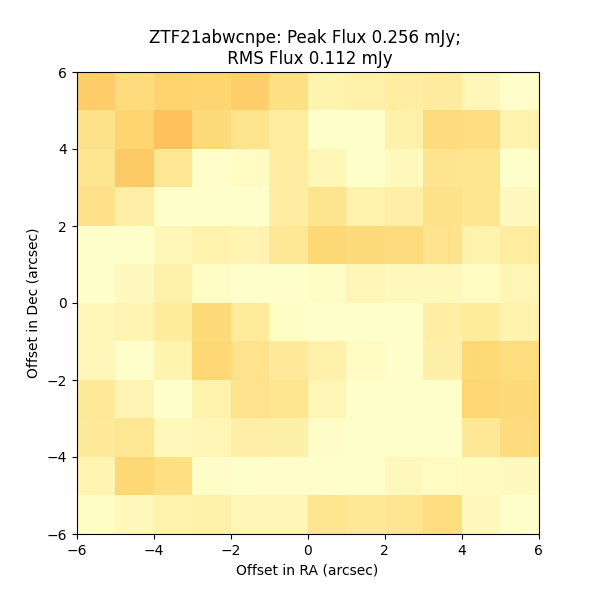 ZTF21abwcnpe: Peak Flux 0.256 mJy;
RMS Flux 0.112 mJy
6
4
2
0
−2
−4
−6
Offset in Dec (arcsec)
−6 −4 −2 0 2 4 6
Offset in RA (arcsec)